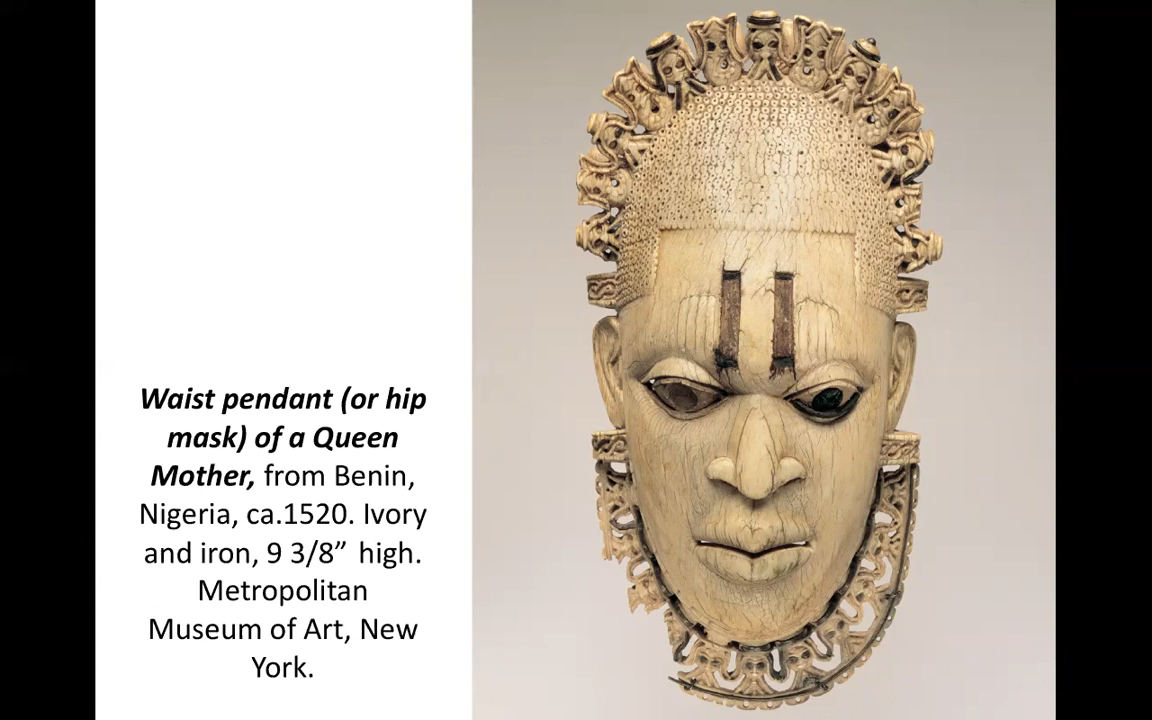 Waist pendant (or hip
mask) of a Queen
Mother, from Benin,
Nigeria, ca.1520. Ivory
and iron, 9 3/8” high.
Metropolitan
Museum of Art, New
York.